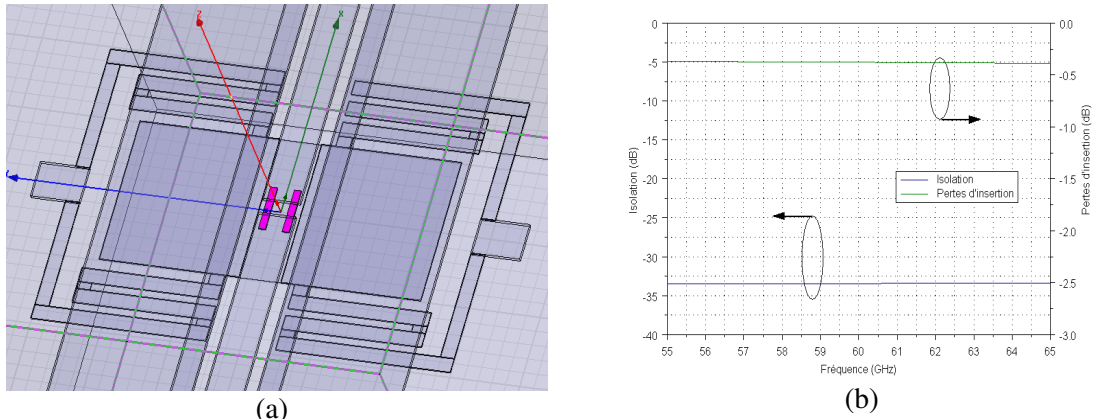 Z
X
(a)
0
-5
-10
-15
-20
-25
-30
-35
-40
Isolation (dB)
0.0
-0.5
-1.0
-1.5
-2.0
-2.5
-3.0
Pertes d'insertion (dB)
Isolation
Pertes d'insertion
55 56 57 58 59 60 61 62 63 64 65
Fréquence (GHz)
(b)